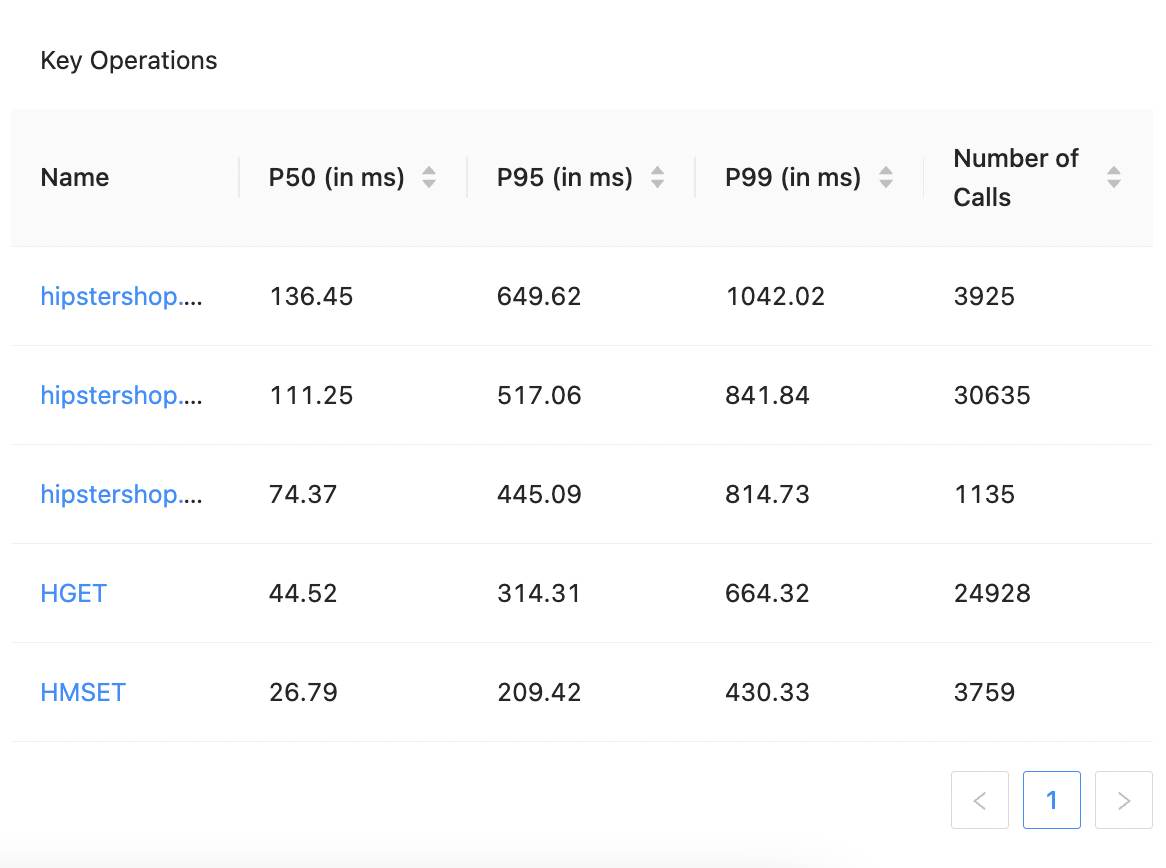 Key Operations
Name P50 (in ms) P95 (in ms) P99 (in ms) Number of Calls
hipstershop.... 136.45 649.62 1042.02 3925
hipstershop.... 111.25 517.06 841.84 30635
hipstershop.... 74.37 445.09 814.73 1135
HGET 44.52 314.31 664.32 24928
HMSET 26.79 209.42 430.33 3759
< 1 >